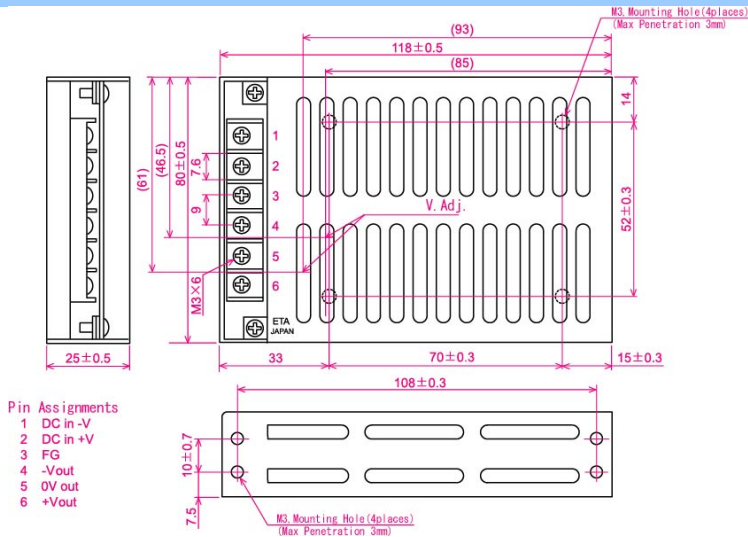 M3. Mounting Hole(4places)
(Max Penetration 3mm)
(93)
118±0.5
(85)
14
(46.5)
(61)
80±0.5
7.6
9
M3×6
1
2
3
4
5
6
V. Adj.
52±0.3
ETA
JAPAN
25±0.5
33
70±0.3
15±0.3
108±0.3
Pin Assignments
1 DC in -V
2 DC in +V
3 FG
4 -Vout
5 0V out
6 +Vout
10±0.7
7.5
M3. Mounting Hole(4places)
(Max Penetration 3mm)